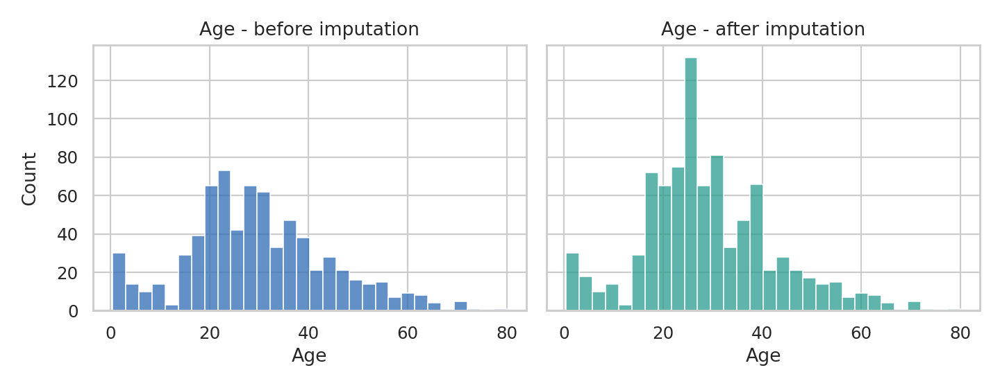 Age - before imputation
Age - after imputation
Count
120
100
80
60
40
20
0
0 20 40 60 80
0 20 40 60 80
Age
Age